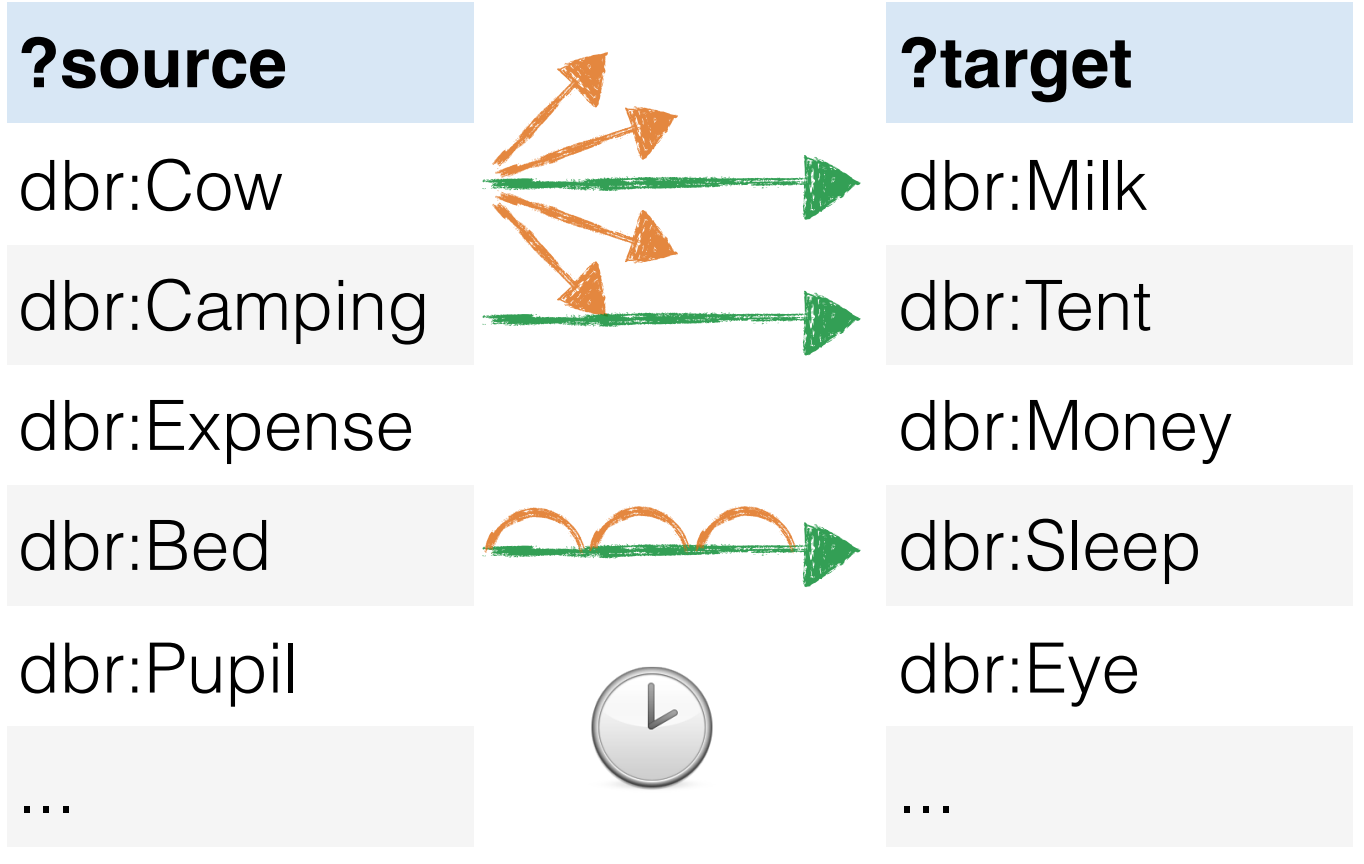 ?source ?target
dbr:Cow dbr:Milk
dbr:Camping dbr:Tent
dbr:Expense dbr:Money
dbr:Bed dbr:Sleep
dbr:Pupil dbr:Eye
... ...